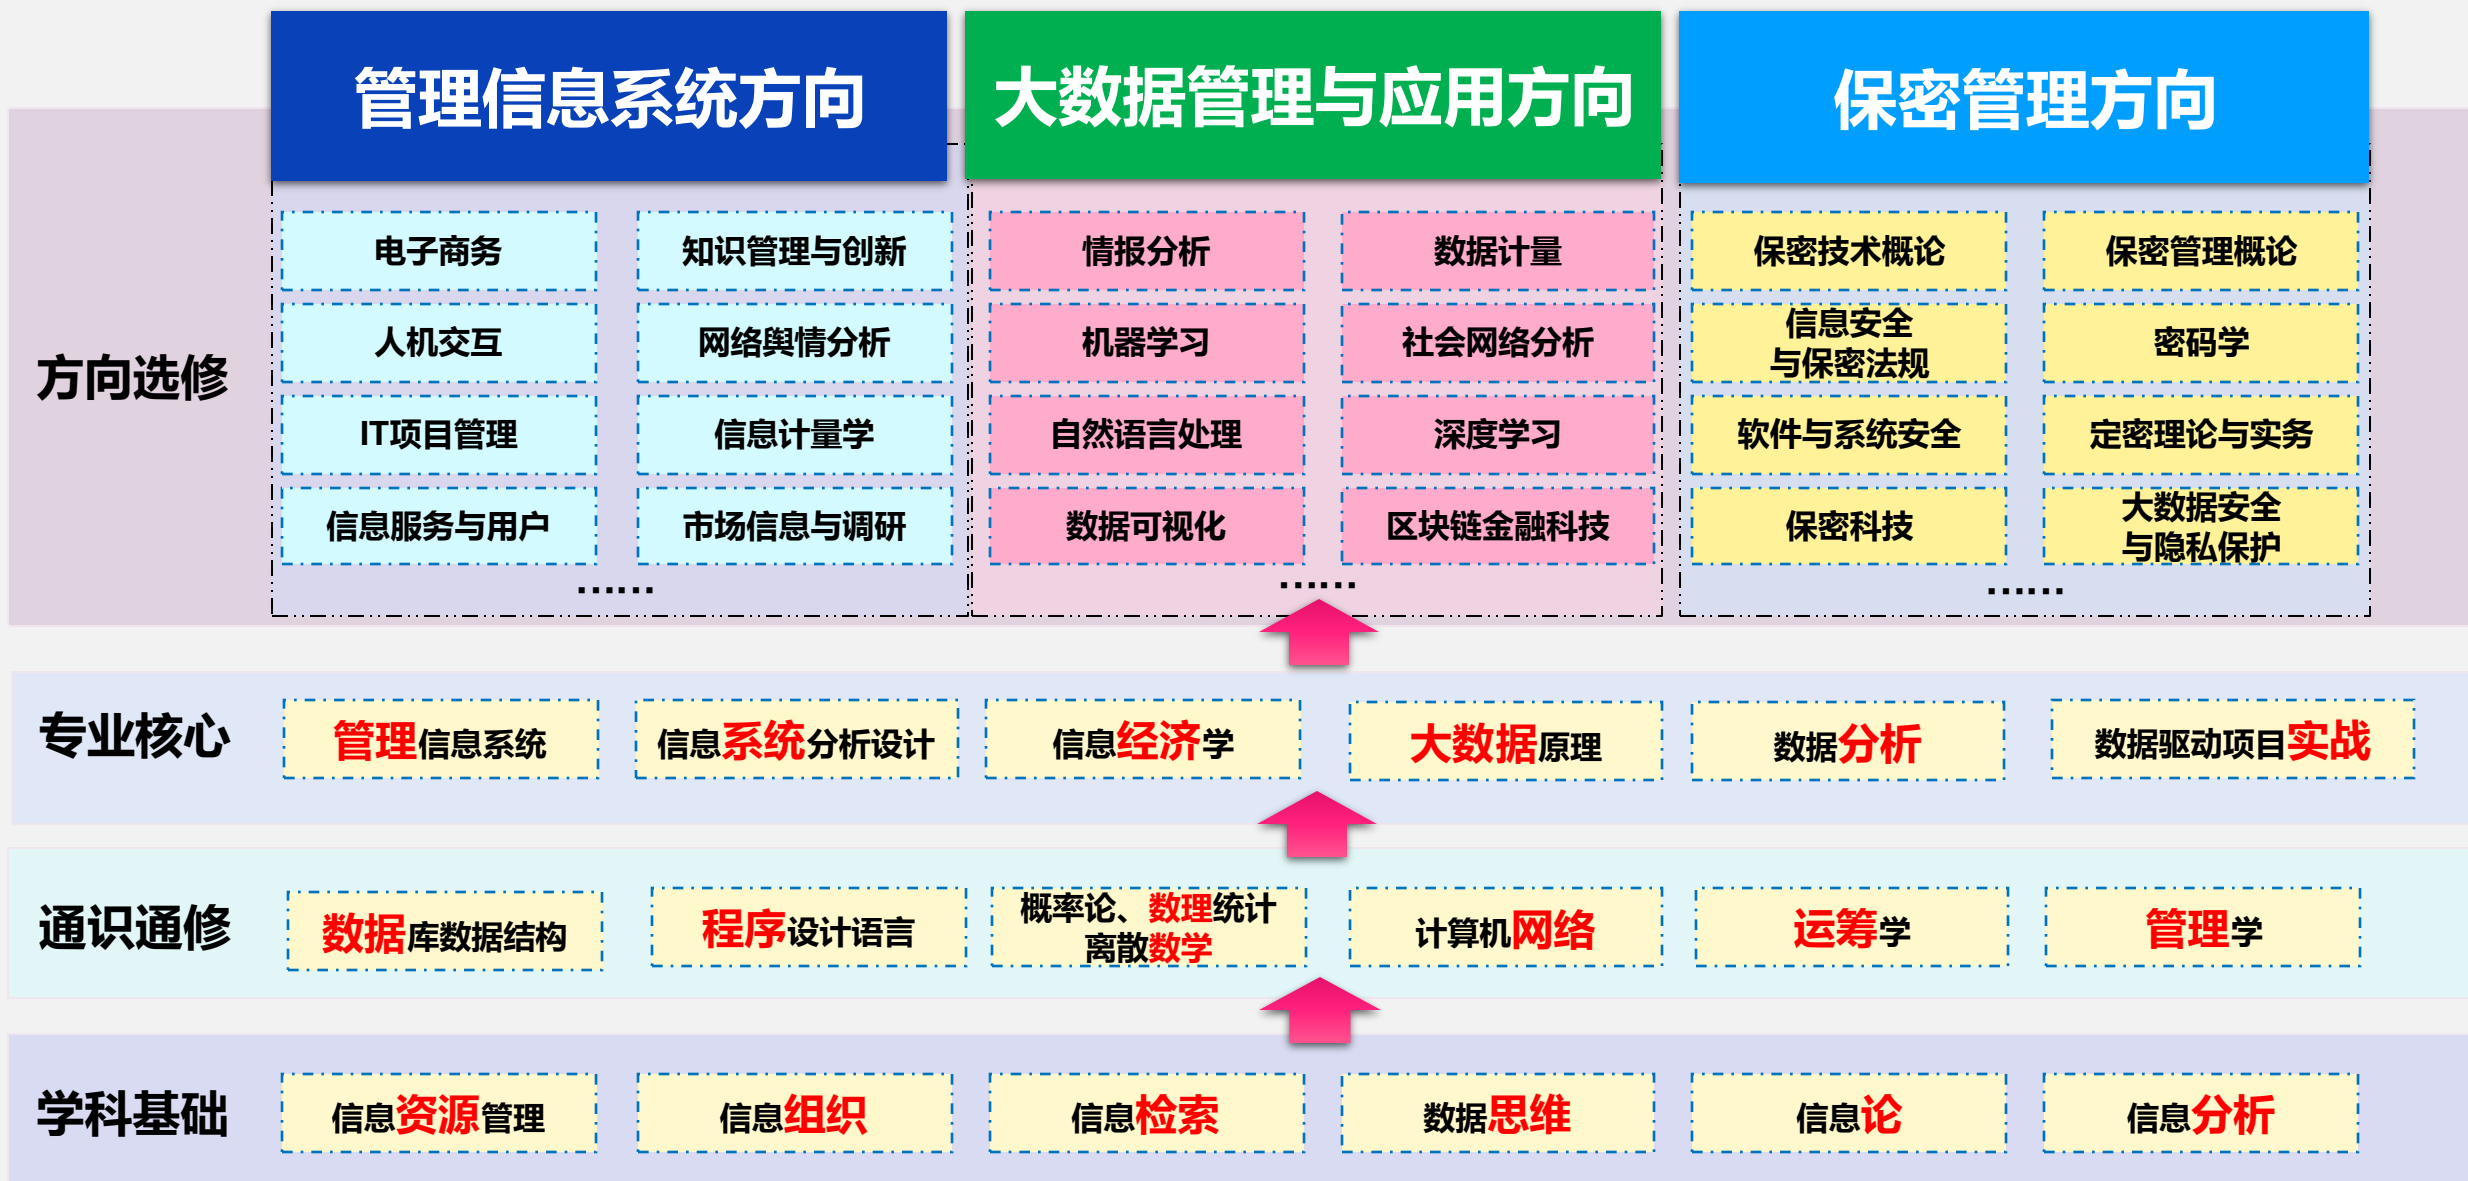 管理信息系统方向
大数据管理与应用方向
保密管理方向
方向选修
电子商务
知识管理与创新
情报分析
数据计量
保密技术概论
保密管理概论
人机交互
网络舆情分析
机器学习
社会网络分析
信息安全
与保密法规
密码学
IT项目管理
信息计量学
自然语言处理
深度学习
软件与系统安全
定密理论与实务
信息服务与用户
市场信息与调研
数据可视化
区块链金融科技
保密科技
大数据安全
与隐私保护
……
……
……
专业核心
管理信息系统
信息系统分析设计
信息经济学
大数据原理
数据分析
数据驱动项目实战
通识通修
数据库数据结构
程序设计语言
概率论、数理统计
离散数学
计算机网络
运筹学
管理学
学科基础
信息资源管理
信息组织
信息检索
数据思维
信息论
信息分析